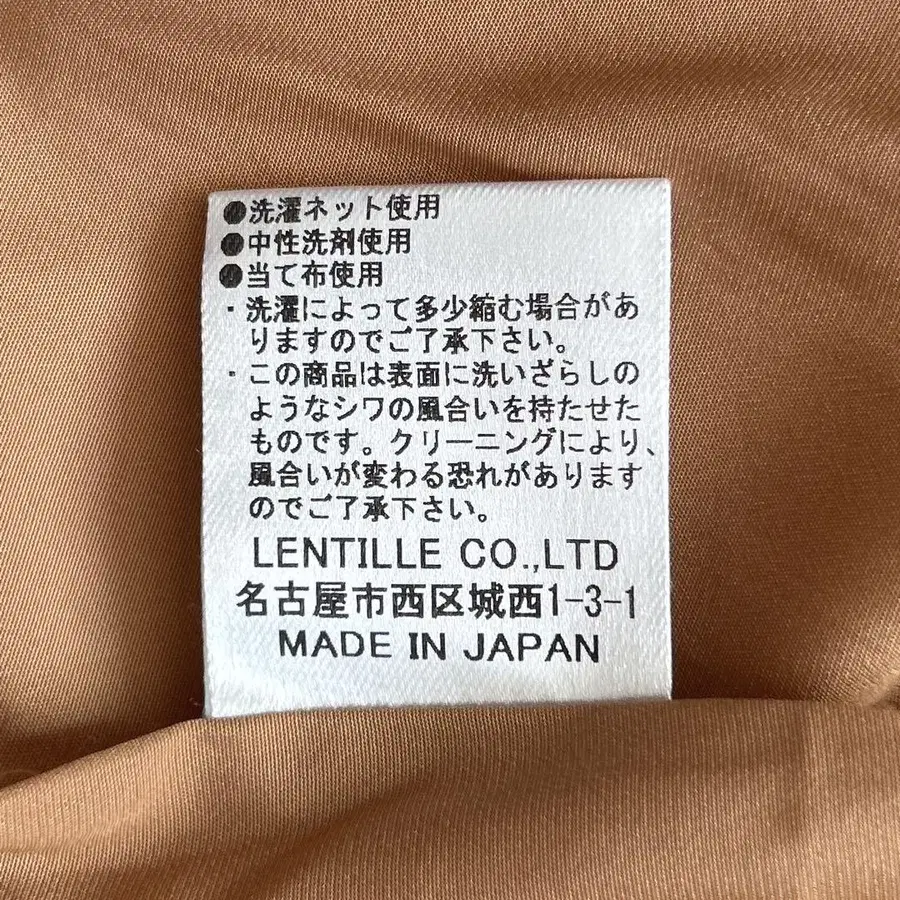 ●洗濯ネット使用
●中性洗剤使用
●当て布使用
・洗濯によって多少縮む場合があ
りますのでご了承下さい。
・この商品は表面に洗いざらしの
ようなシワの風合いを持たせた
ものです。クリーニングにより、
風合いが変わる恐れがあります
のでご了承下さい。
LENTILLE CO.,LTD
名古屋市西区城西1-3-1
MADE IN JAPAN